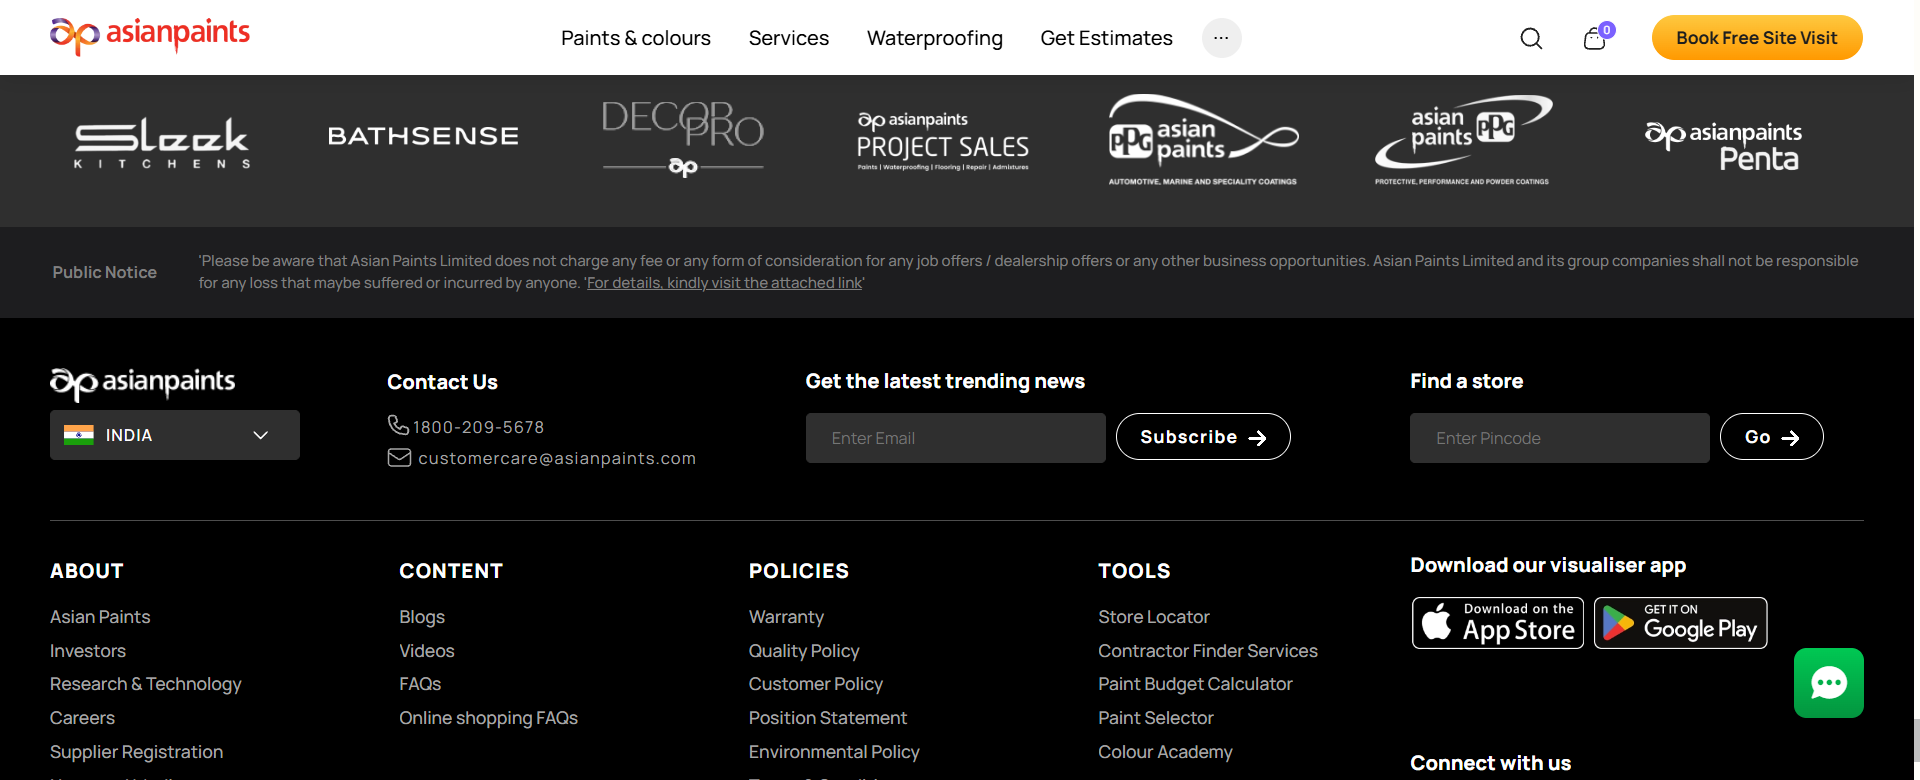 asianpaints
Paints & colours
Services
Waterproofing
Get Estimates
0
Book Free Site Visit
Sleek
KITCHENS
BATHSENSE
DECOR
PRO
ap
ap asianpaints
PROJECT SALES
Paints | Waterproofing | Flooring | Repair | Admixtures
PPG asian
paints
AUTOMOTIVE, MARINE AND SPECIALITY COATINGS
asian
paints PPG
PROTECTIVE, PERFORMANCE AND POWDER COATINGS
ap asianpaints
Penta
Public Notice
'Please be aware that Asian Paints Limited does not charge any fee or any form of consideration for any job offers / dealership offers or any other business opportunities. Asian Paints Limited and its group companies shall not be responsible
for any loss that maybe suffered or incurred by anyone. 'For details, kindly visit the attached link'
ap asianpaints
INDIA
Contact Us
1800-209-5678
customercare@asianpaints.com
Get the latest trending news
Enter Email
Subscribe
Find a store
Enter Pincode
Go
ABOUT
Asian Paints
Investors
Research & Technology
Careers
Supplier Registration
CONTENT
Blogs
Videos
FAQs
Online shopping FAQs
POLICIES
Warranty
Quality Policy
Customer Policy
Position Statement
Environmental Policy
TOOLS
Store Locator
Contractor Finder Services
Paint Budget Calculator
Paint Selector
Colour Academy
Download our visualiser app
Download on the
App Store
GET IT ON
Google Play
Connect with us